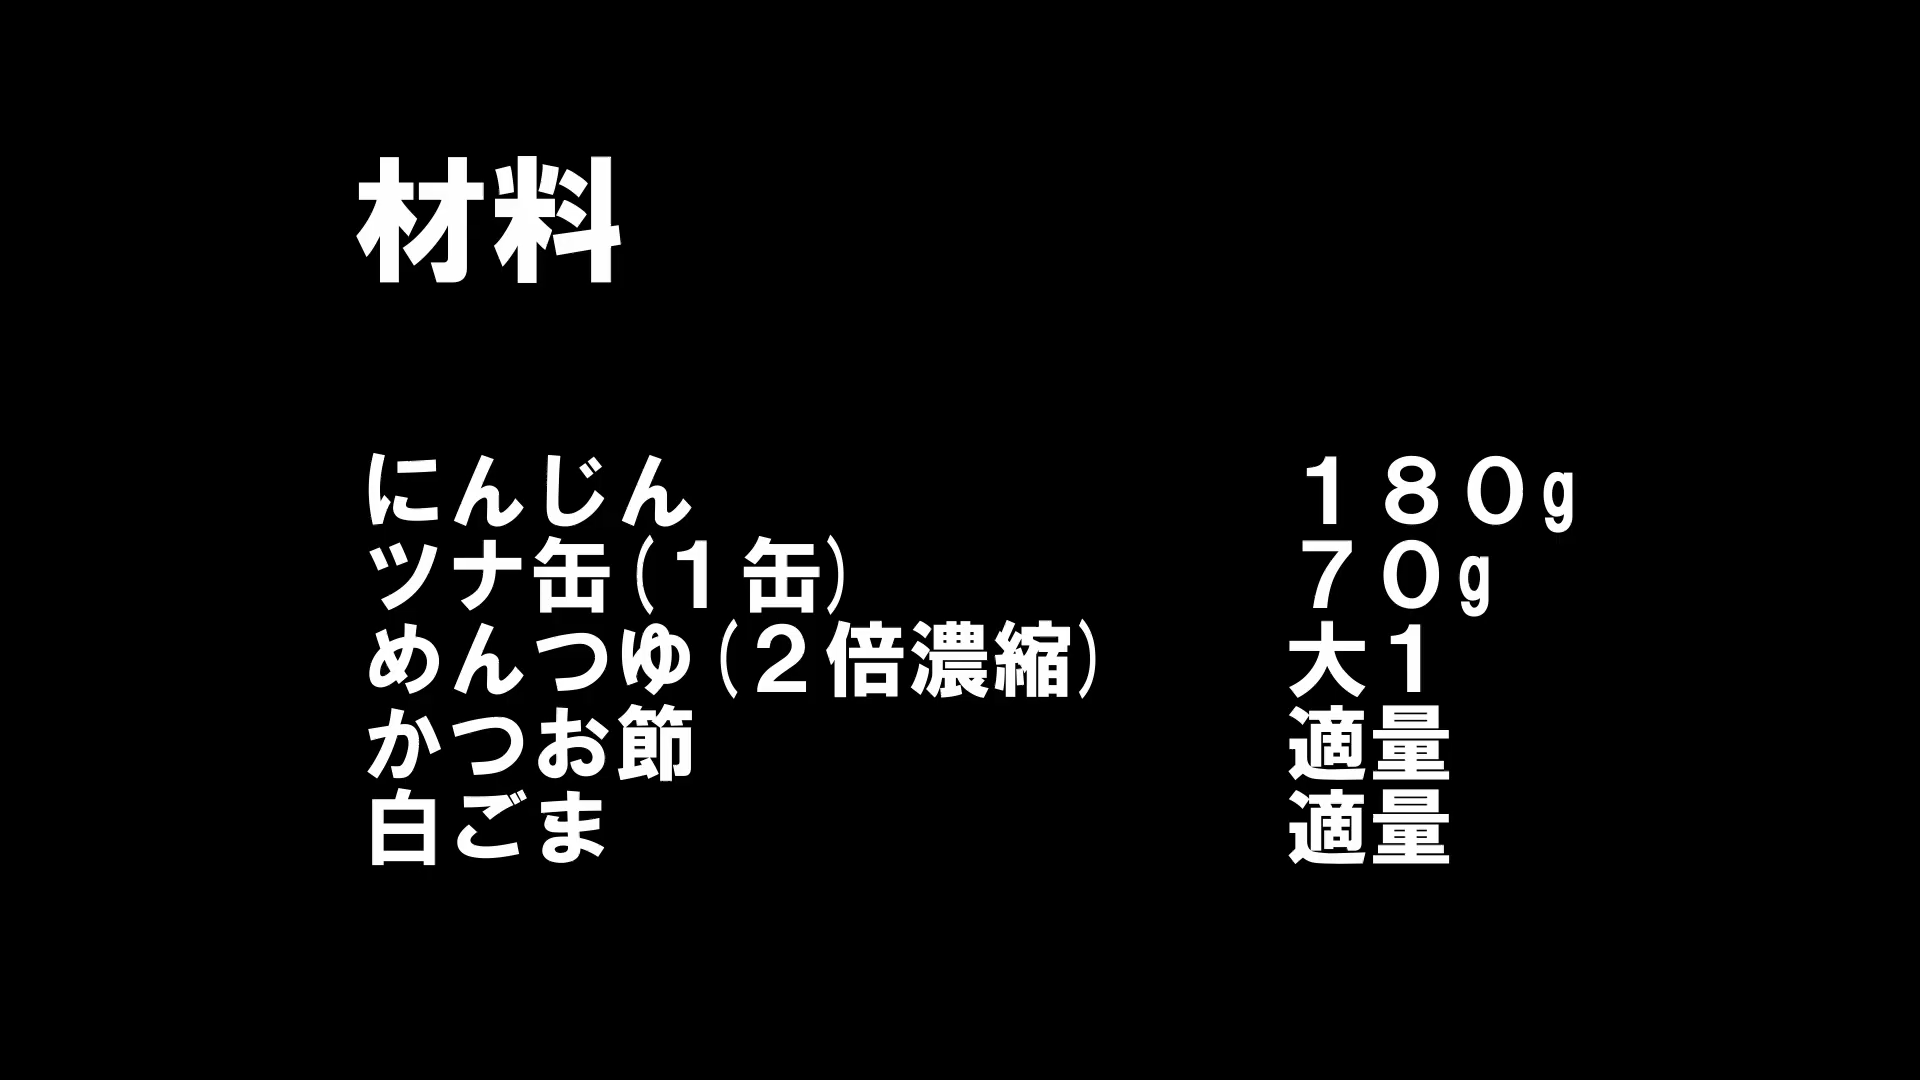 材料
にんじん　１８０g
ツナ缶(１缶)　７０g
めんつゆ(２倍濃縮)　大１
かつお節　適量
白ごま　適量